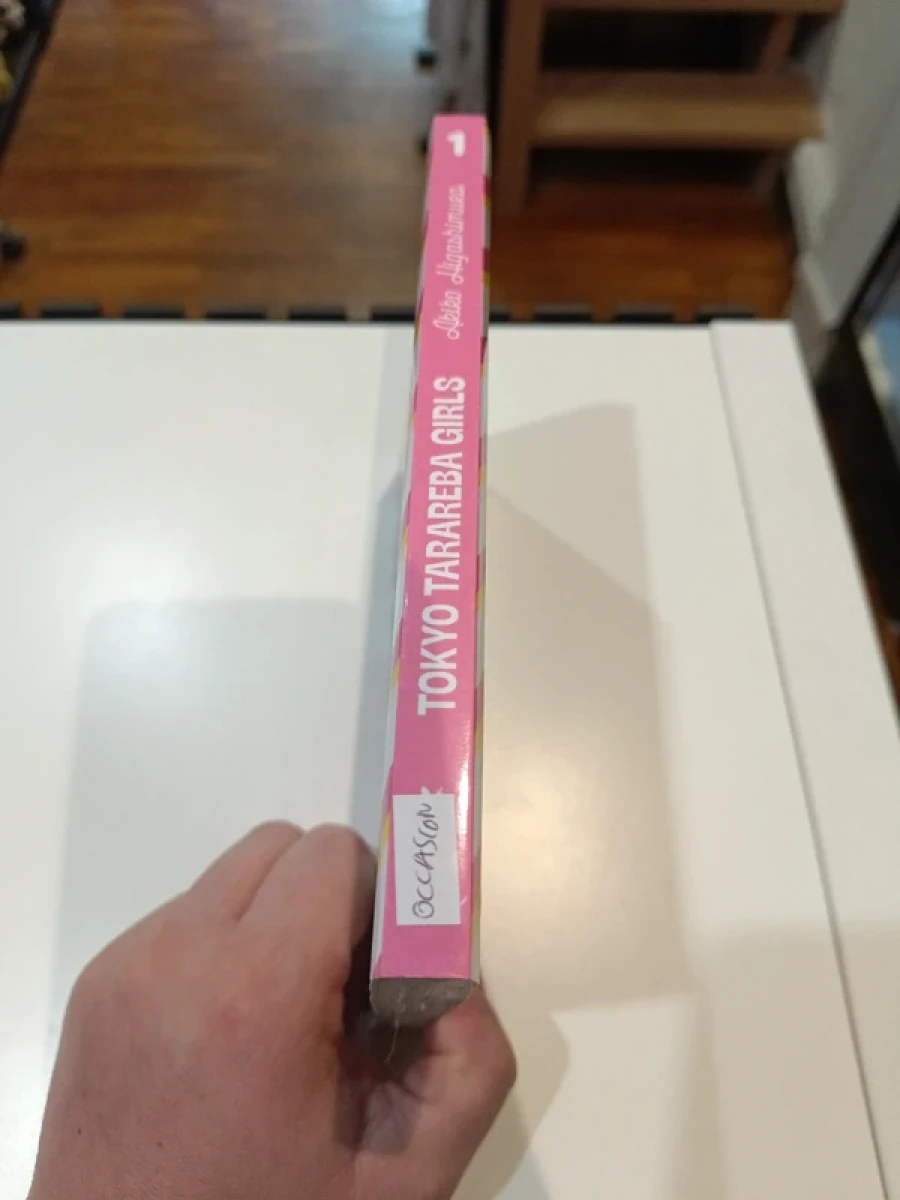 1
Akiko Higashimura
TOKYO TARAREBA GIRLS
OCCASION